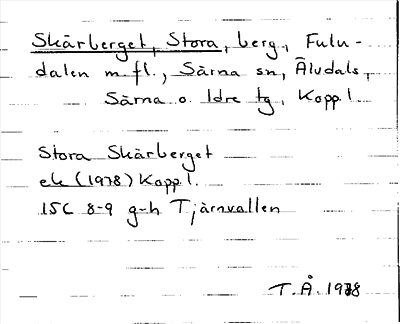 Skärberget, Stora, berg, Fulu-
dalen m.fl., Särna sn, Älvdals,
Särna o. Idre tg, Kopp. l.
Stora Skärberget
ek (1978) Kopp l.
15C 8-9 g-h Tjärnvallen
T.Å. 1978